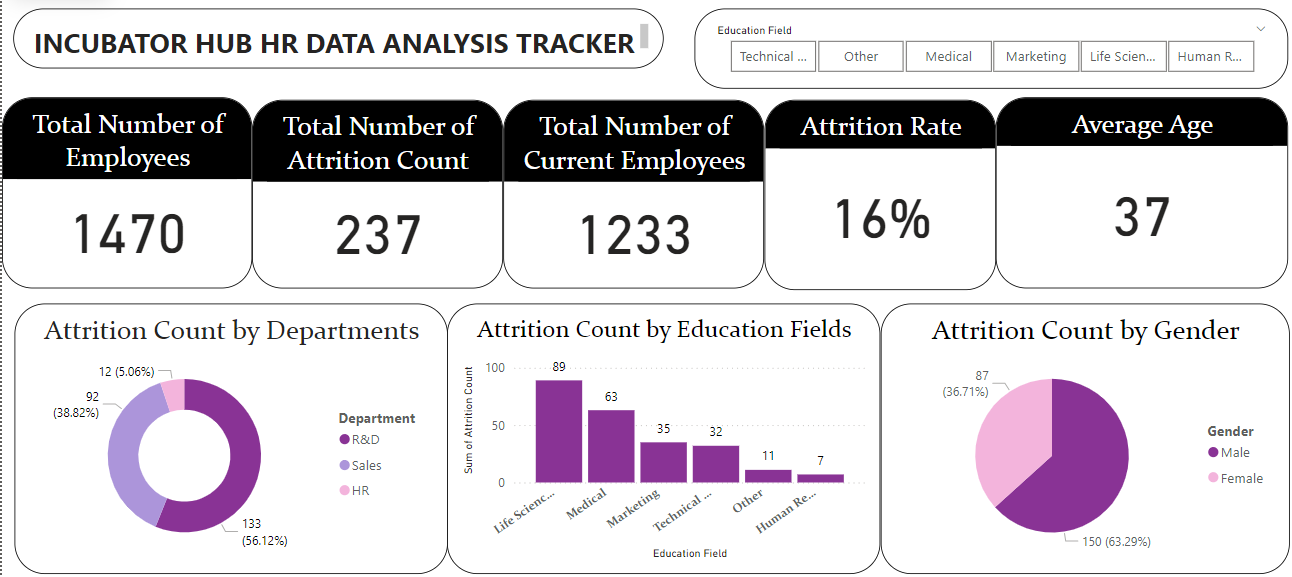 INCUBATOR HUB HR DATA ANALYSIS TRACKER
Education Field
Technical ...
Other
Medical
Marketing
Life Scien...
Human R...
Total Number of
Employees
1470
Total Number of
Attrition Count
237
Total Number of
Current Employees
1233
Attrition Rate
16%
Average Age
37
Attrition Count by Departments
12 (5.06%)
92
(38.82%)
133
(56.12%)
Department
R&D
Sales
HR
Attrition Count by Education Fields
Sum of Attrition Count
100
50
0
89
63
35
32
11
7
Life Scienc...
Medical
Marketing
Technical ...
Other
Human Re...
Education Field
Attrition Count by Gender
87
(36.71%)
150 (63.29%)
Gender
Male
Female